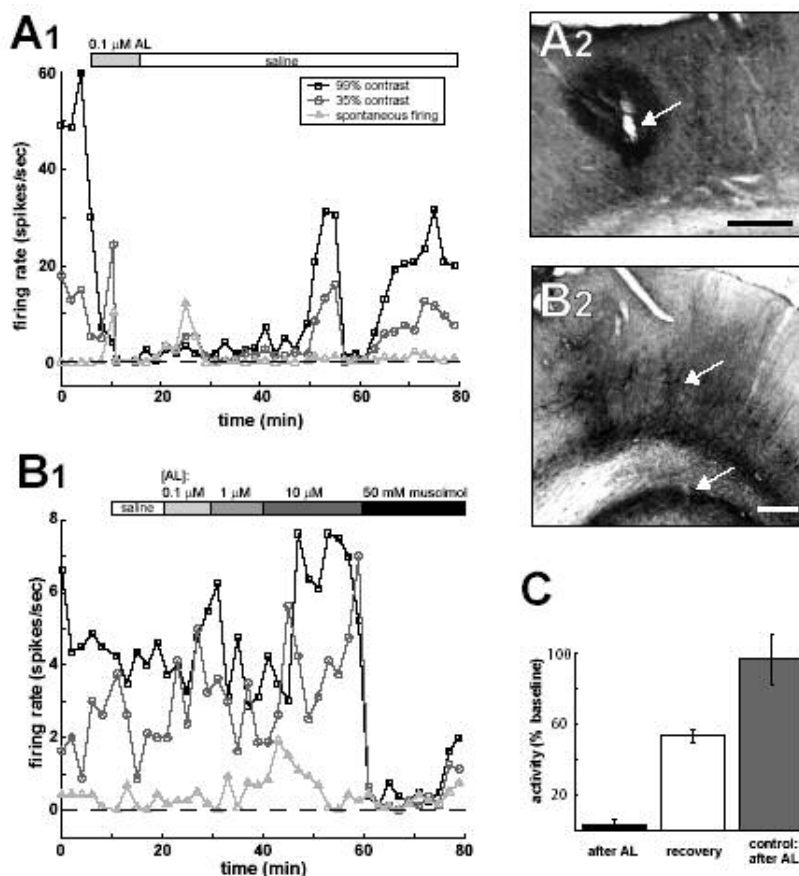 A1
0.1 µM AL
saline
60
40
20
0
99% contrast
35% contrast
spontaneous firing
firing rate (spikes/sec)
0 20 40 60 80
time (min)
A2
B1
[AL]:
saline
0.1 µM
1 µM
10 µM
50 mM muscimol
8
6
4
2
0
firing rate (spikes/sec)
0 20 40 60 80
time (min)
B2
C
100
60
20
activity (% baseline)
after AL
recovery
control:
after AL